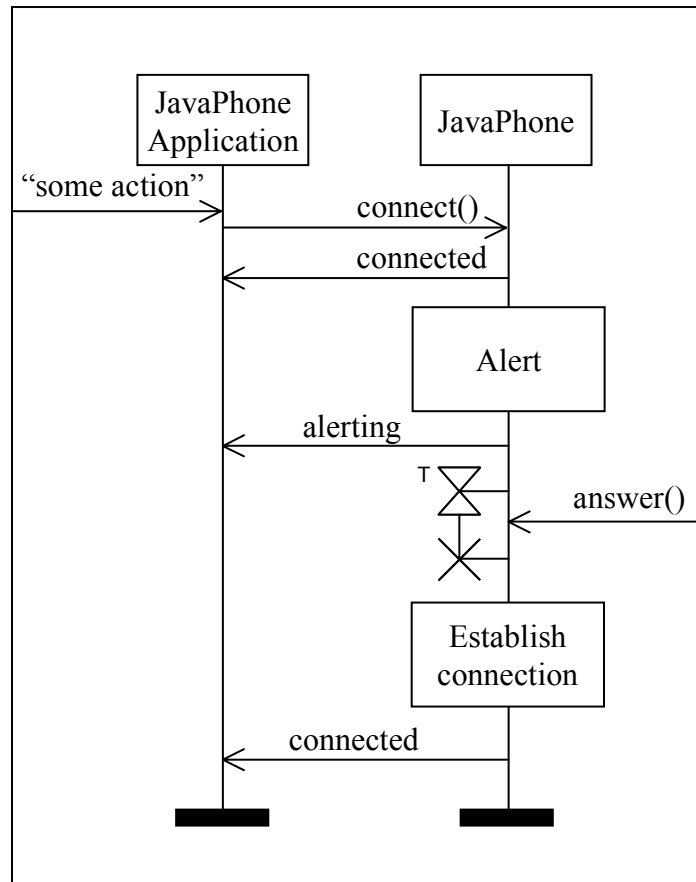 JavaPhone
Application
JavaPhone
“some action”
connect()
connected
Alert
alerting
T
answer()
Establish
connection
connected